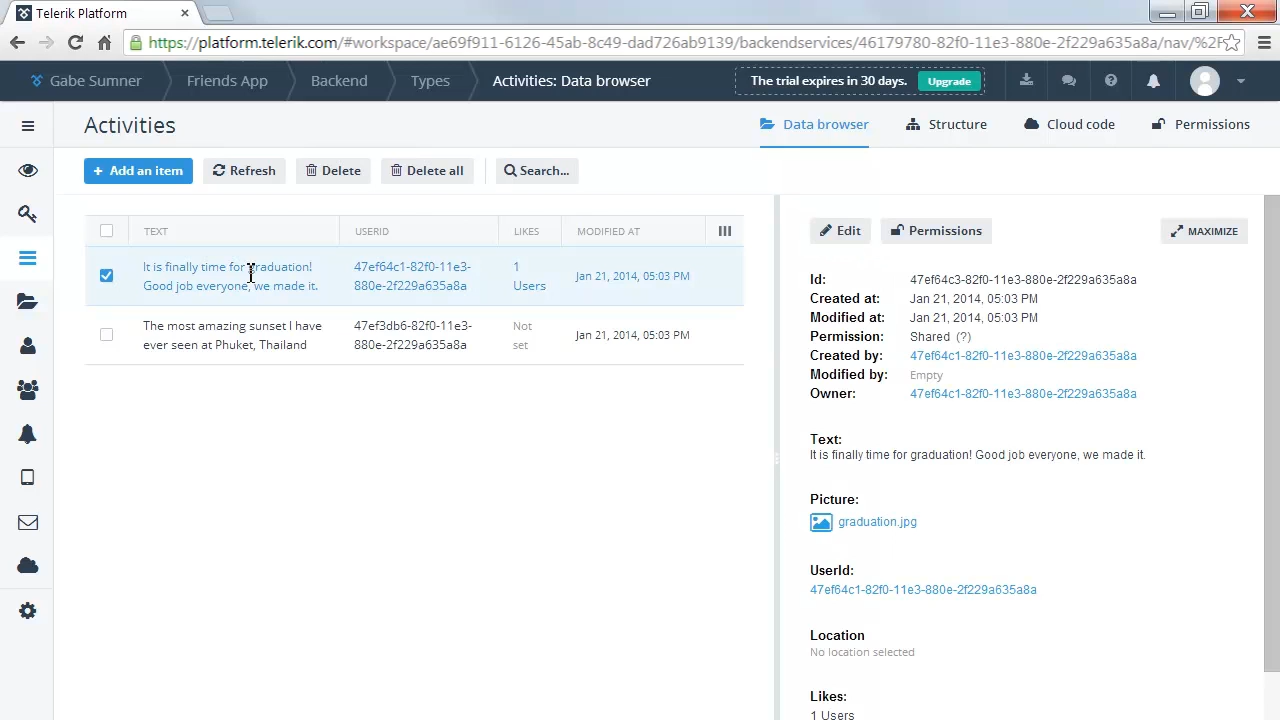 Telerik Platform
https://platform.telerik.com/#workspace/ae69f911-6126-45ab-8c49-dad726ab9139/backendservices/46179780-82f0-11e3-880e-2f229a635a8a/nav/%2F
Gabe Sumner Friends App Backend Types Activities: Data browser The trial expires in 30 days. Upgrade
Activities Data browser Structure Cloud code Permissions
+ Add an item Refresh Delete Delete all Search...
TEXT USERID LIKES MODIFIED AT
It is finally time for graduation! Good job everyone, we made it. 47ef64c1-82f0-11e3-880e-2f229a635a8a 1 Users Jan 21, 2014, 05:03 PM
The most amazing sunset I have ever seen at Phuket, Thailand 47ef3db6-82f0-11e3-880e-2f229a635a8a Not set Jan 21, 2014, 05:03 PM
Edit Permissions MAXIMIZE
Id: 47ef64c3-82f0-11e3-880e-2f229a635a8a
Created at: Jan 21, 2014, 05:03 PM
Modified at: Jan 21, 2014, 05:03 PM
Permission: Shared (?)
Created by: 47ef64c1-82f0-11e3-880e-2f229a635a8a
Modified by: Empty
Owner: 47ef64c1-82f0-11e3-880e-2f229a635a8a
Text:
It is finally time for graduation! Good job everyone, we made it.
Picture:
graduation.jpg
UserId:
47ef64c1-82f0-11e3-880e-2f229a635a8a
Location
No location selected
Likes:
1 Users